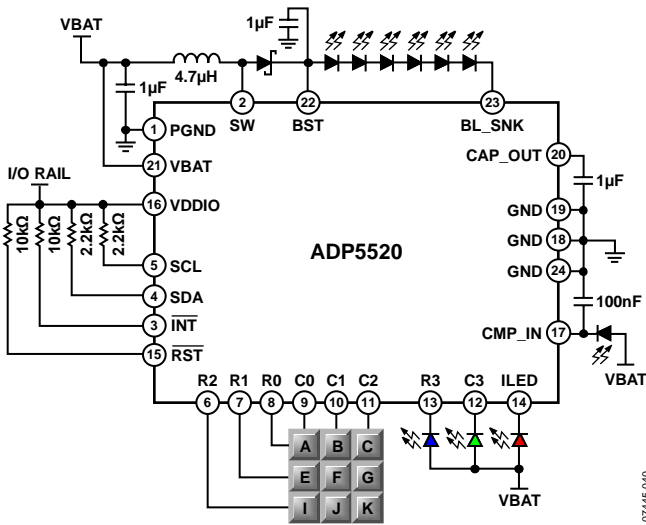 VBAT
1µF
4.7µH
1µF
2
22
23
SW
BST
BL_SNK
1
PGND
21
VBAT
I/O RAIL
16
VDDIO
10kΩ
10kΩ
2.2kΩ
2.2kΩ
5
SCL
4
SDA
3
INT
15
RST
ADP5520
CAP_OUT
20
1µF
GND
19
GND
18
GND
24
100nF
CMP_IN
17
VBAT
R2
R1
R0
C0
C1
C2
R3
C3
ILED
6
7
8
9
10
11
13
12
14
A
B
C
E
F
G
I
J
K
VBAT
07445-040